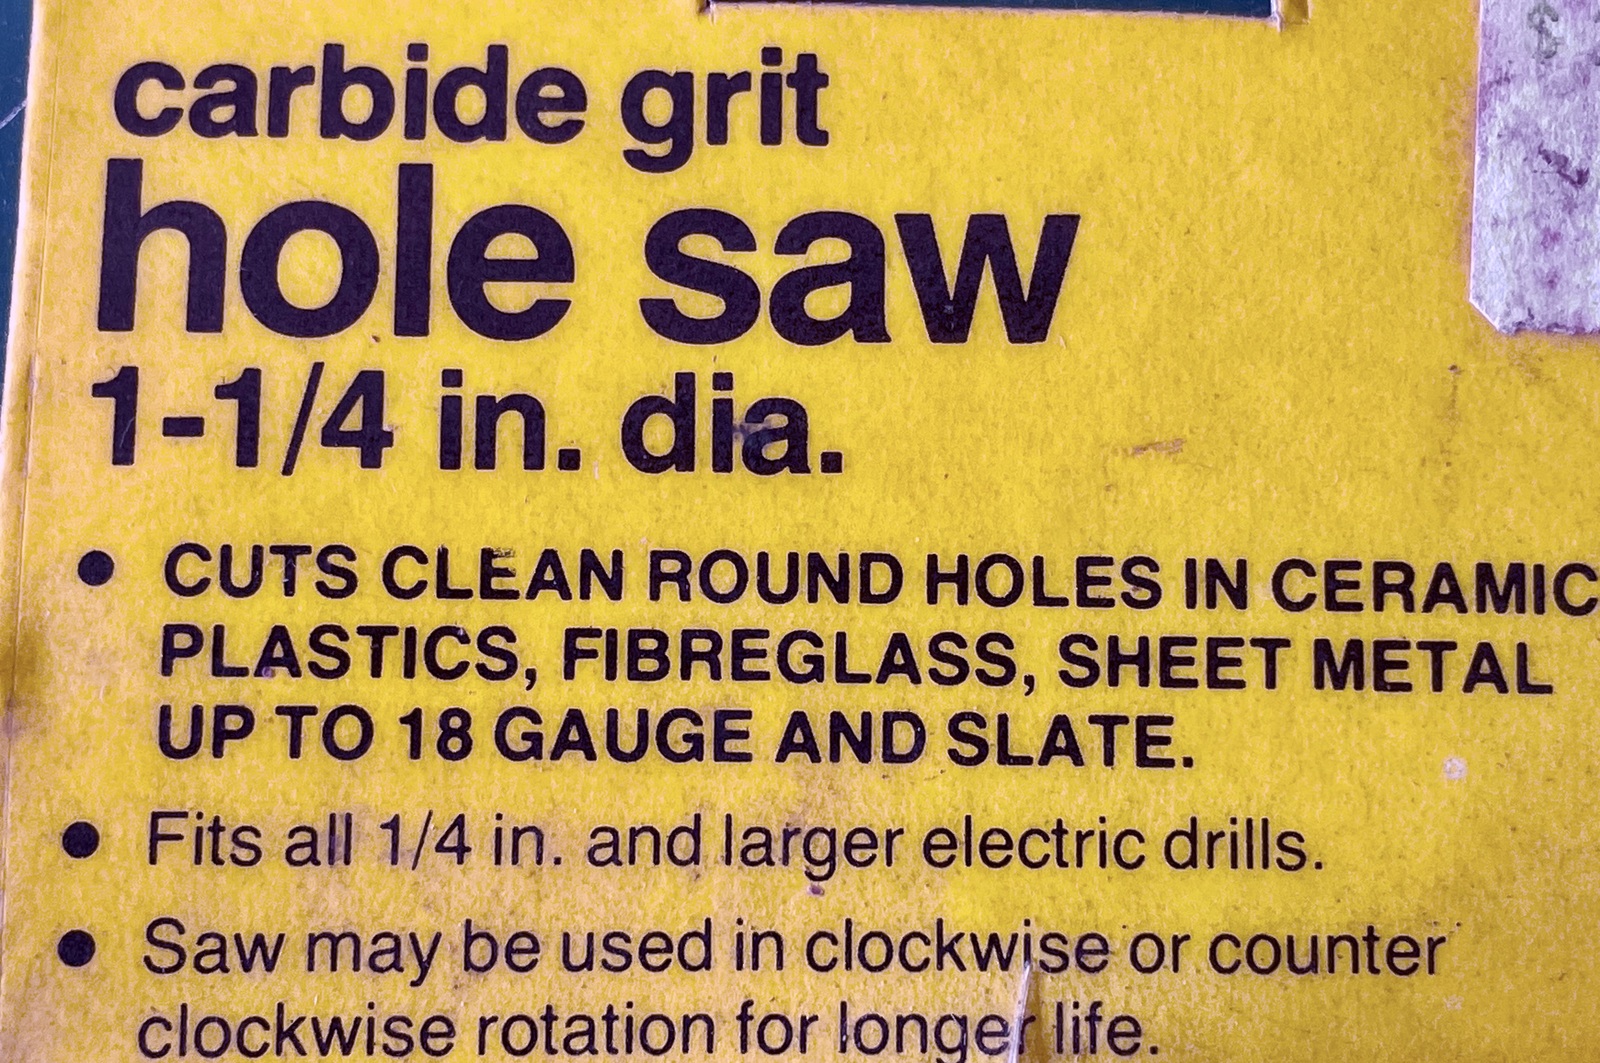 carbide grit
hole saw
1-1/4 in. dia.
● CUTS CLEAN ROUND HOLES IN CERAMIC
PLASTICS, FIBREGLASS, SHEET METAL
UP TO 18 GAUGE AND SLATE.
● Fits all 1/4 in. and larger electric drills.
● Saw may be used in clockwise or counter
clockwise rotation for longer life.